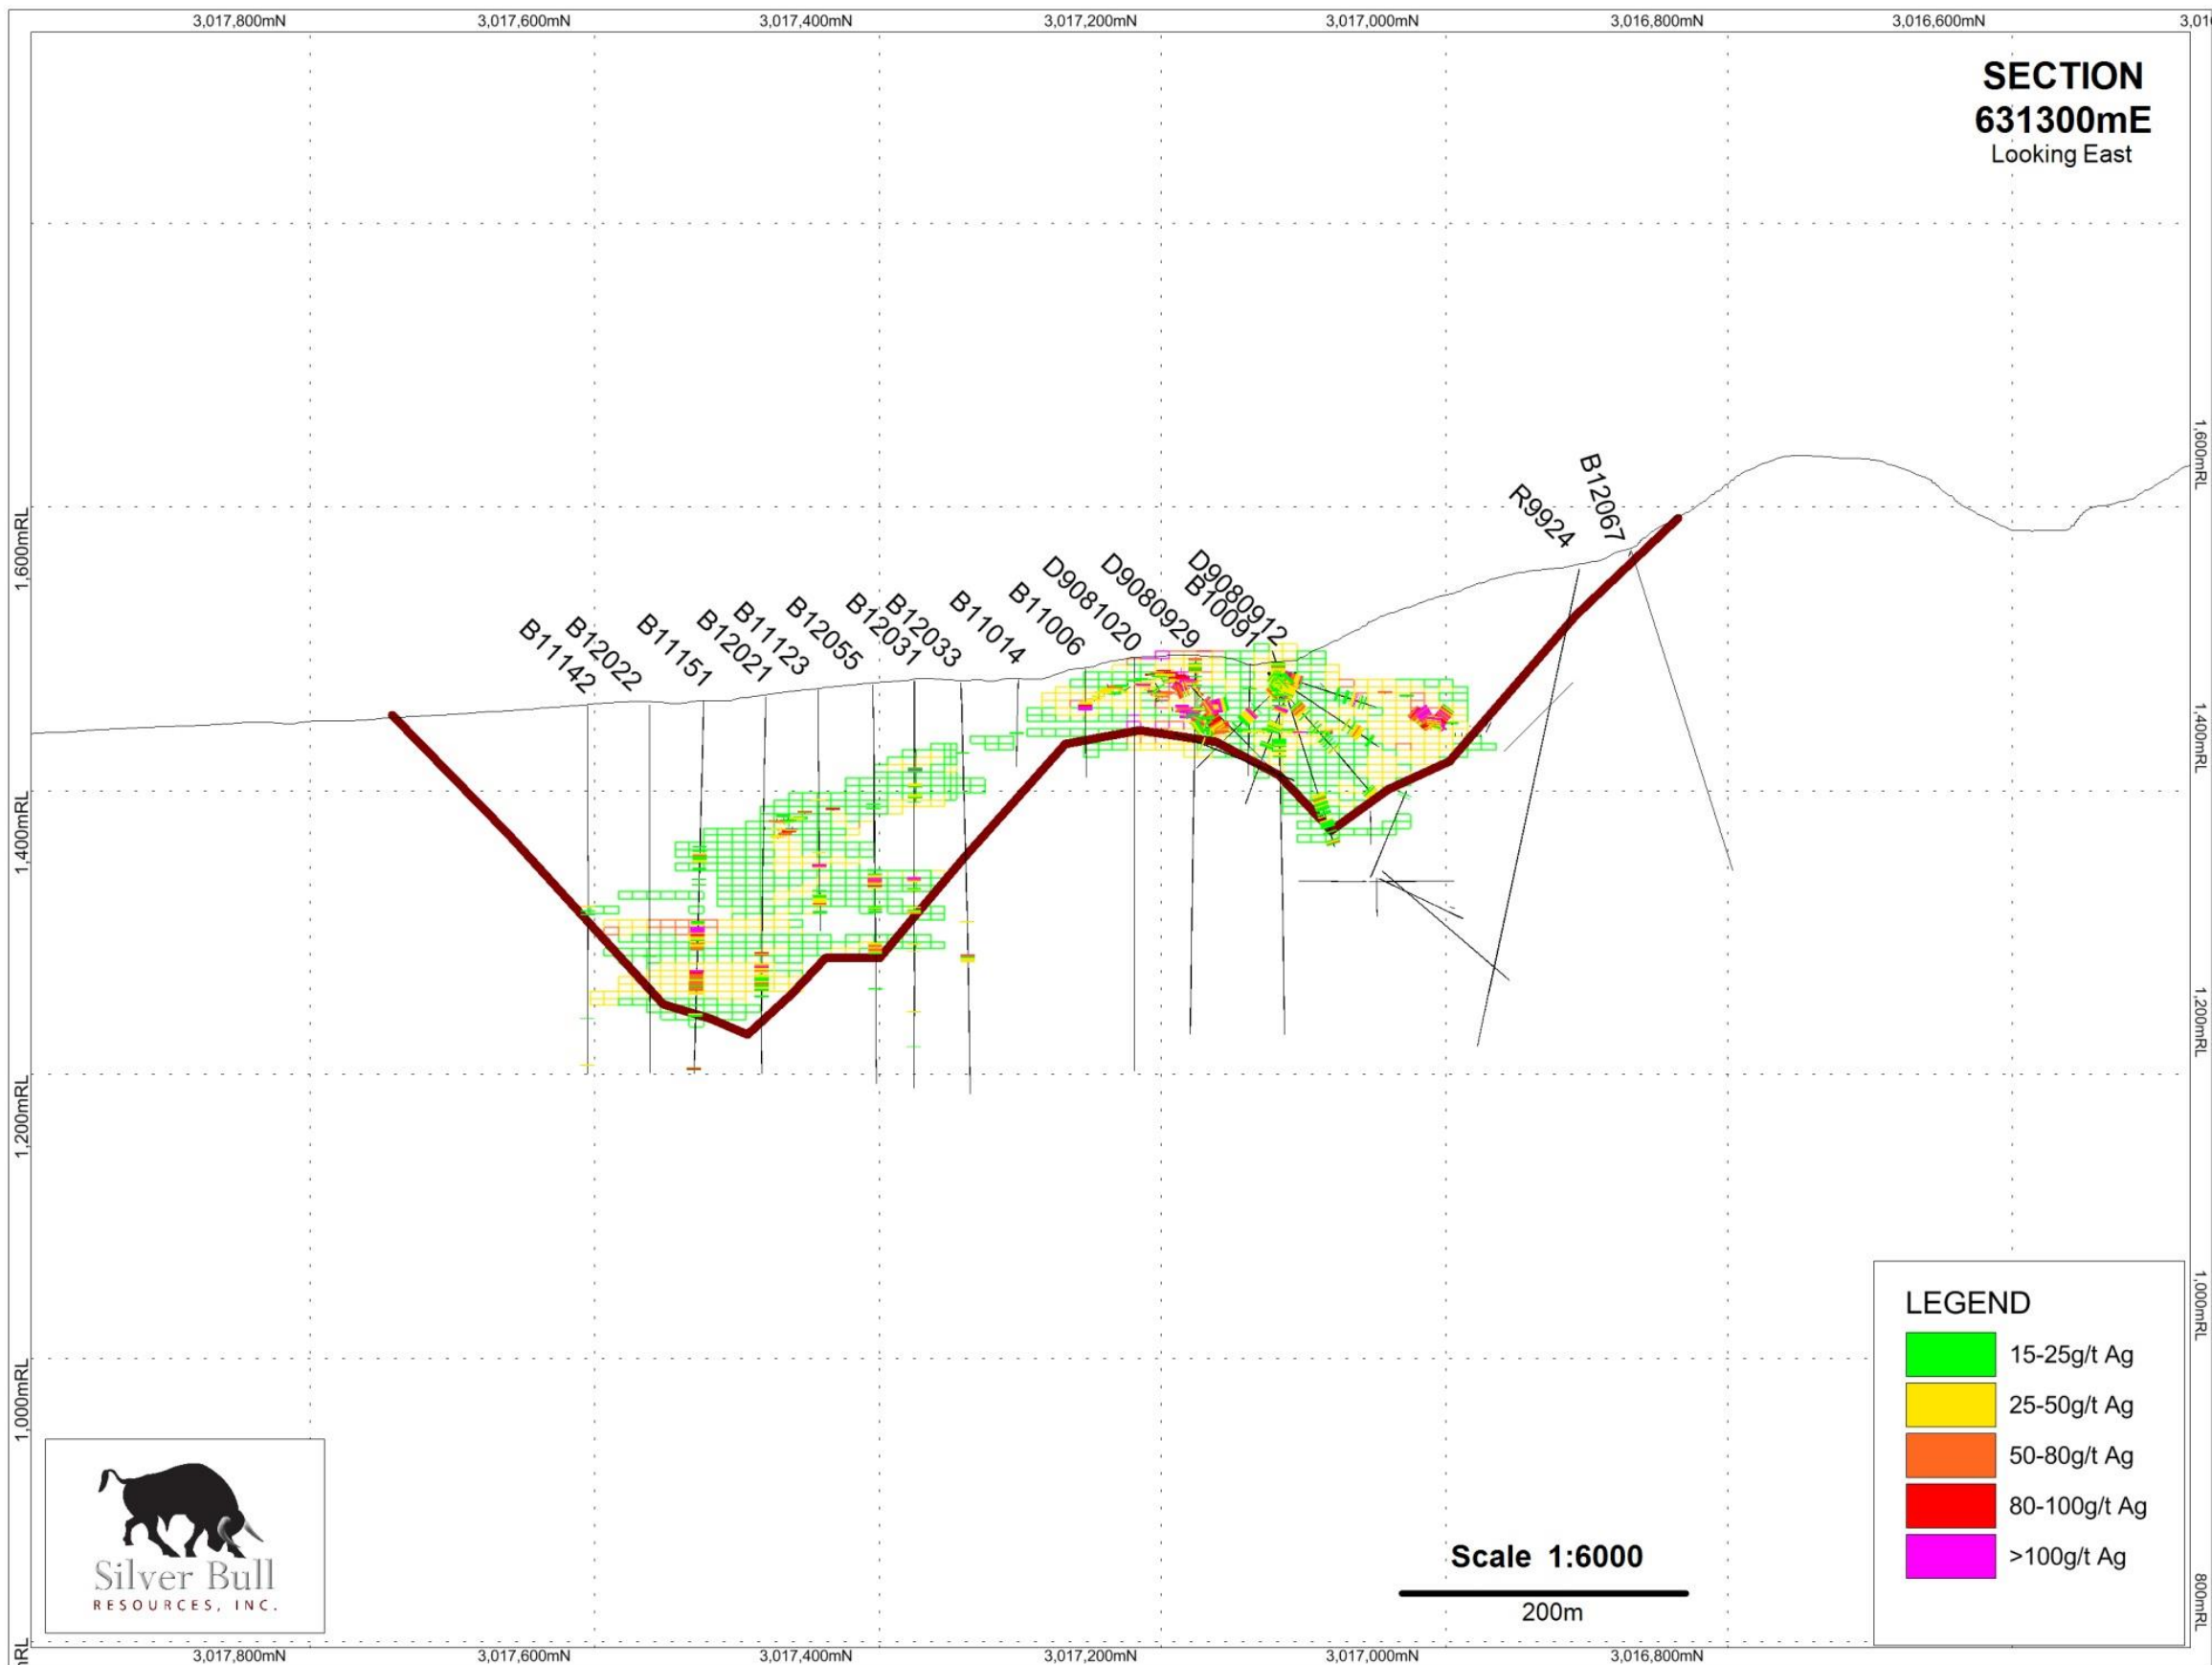 3,017,800mN
3,017,600mN
3,017,400mN
3,017,200mN
3,017,000mN
3,016,800mN
3,016,600mN
SECTION
631300mE
Looking East
1,600mRL
1,600mRL
B12067
R9924
D9080912
B10091
D9080929
D9081020
B11006
B11014
B12033
B12031
B12055
B11123
B12021
B11151
B12022
B11142
1,400mRL
1,400mRL
1,200mRL
1,200mRL
1,000mRL
1,000mRL
LEGEND
15-25g/t Ag
25-50g/t Ag
50-80g/t Ag
80-100g/t Ag
>100g/t Ag
Silver Bull
RESOURCES, INC.
Scale 1:6000
200m
800mRL
3,017,800mN
3,017,600mN
3,017,400mN
3,017,200mN
3,017,000mN
3,016,800mN